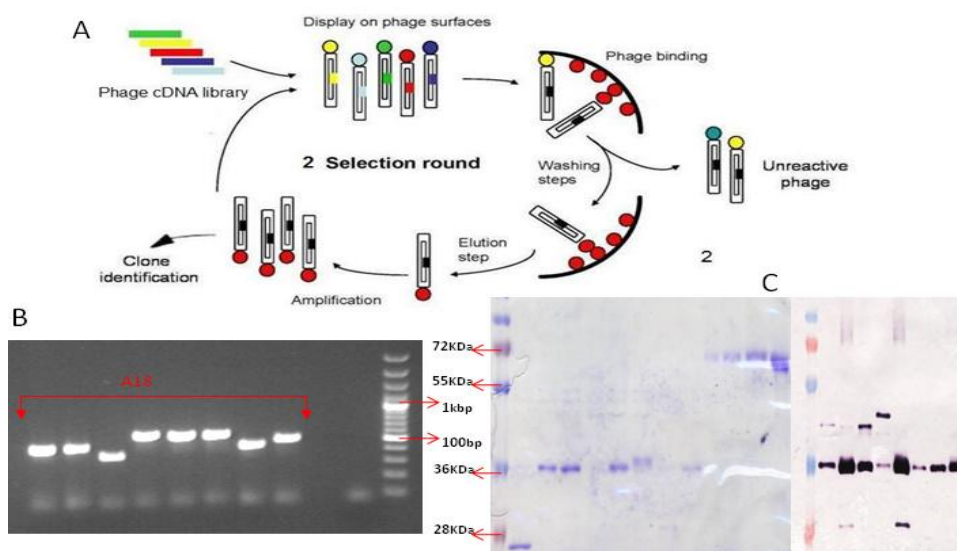 A
Display on phage surfaces
Phage binding
Phage cDNA library
2 Selection round
Washing
steps
Unreactive
phage
Elution
step
2
Clone
identification
Amplification
B
C
A18
72KDa
55KDa
1kbp
100bp
36KDa
28KDa